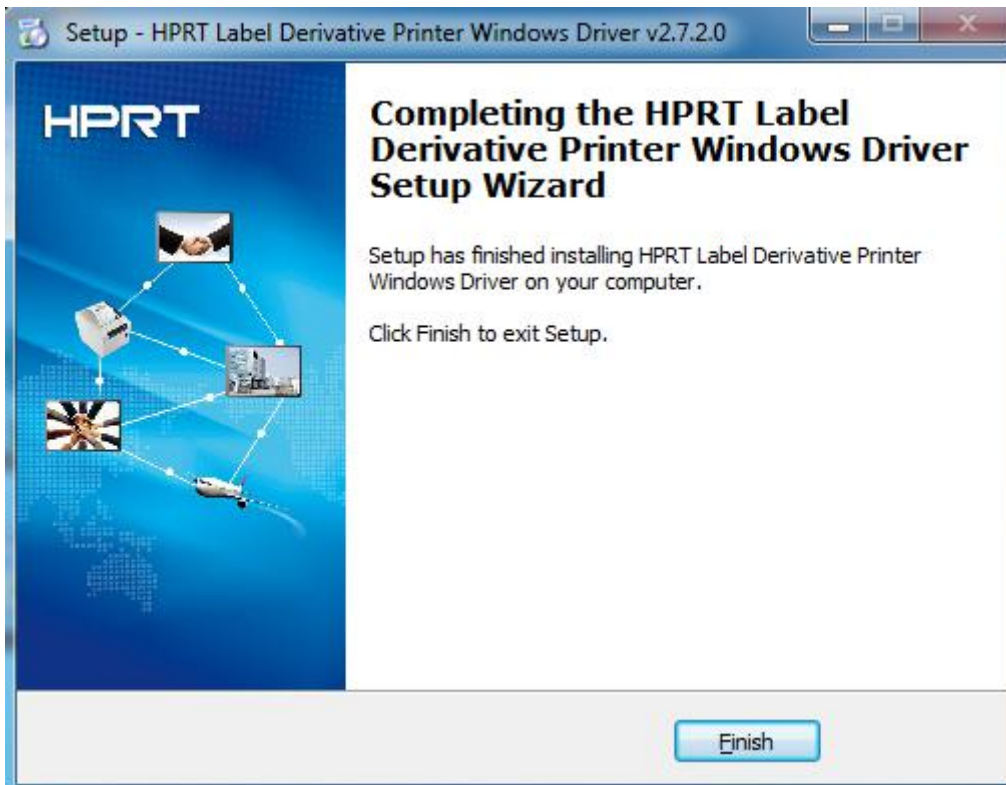 Setup - HPRT Label Derivative Printer Windows Driver v2.7.2.0
HPRT
Completing the HPRT Label
Derivative Printer Windows Driver
Setup Wizard
Setup has finished installing HPRT Label Derivative Printer
Windows Driver on your computer.
Click Finish to exit Setup.
Finish